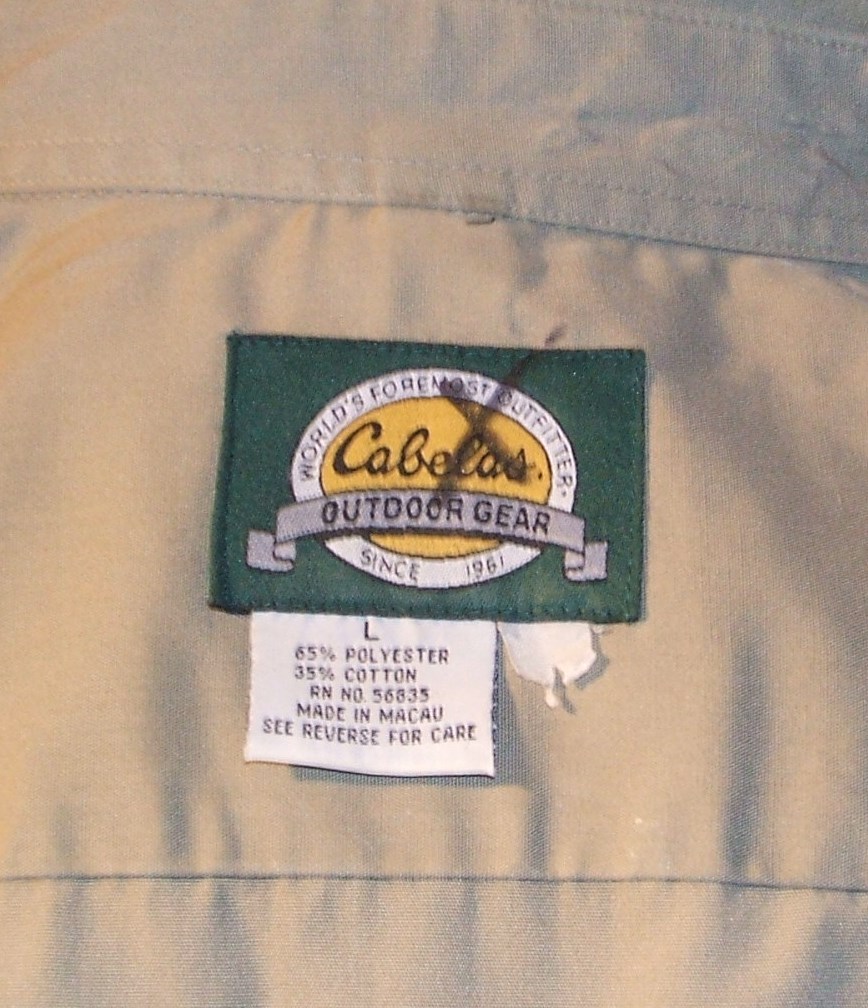 WORLD'S FOREMOST OUTFITTER.
Cabela's.
OUTDOOR GEAR
SINCE 1961
L
65% POLYESTER
35% COTTON
RN NO. 56835
MADE IN MACAU
SEE REVERSE FOR CARE